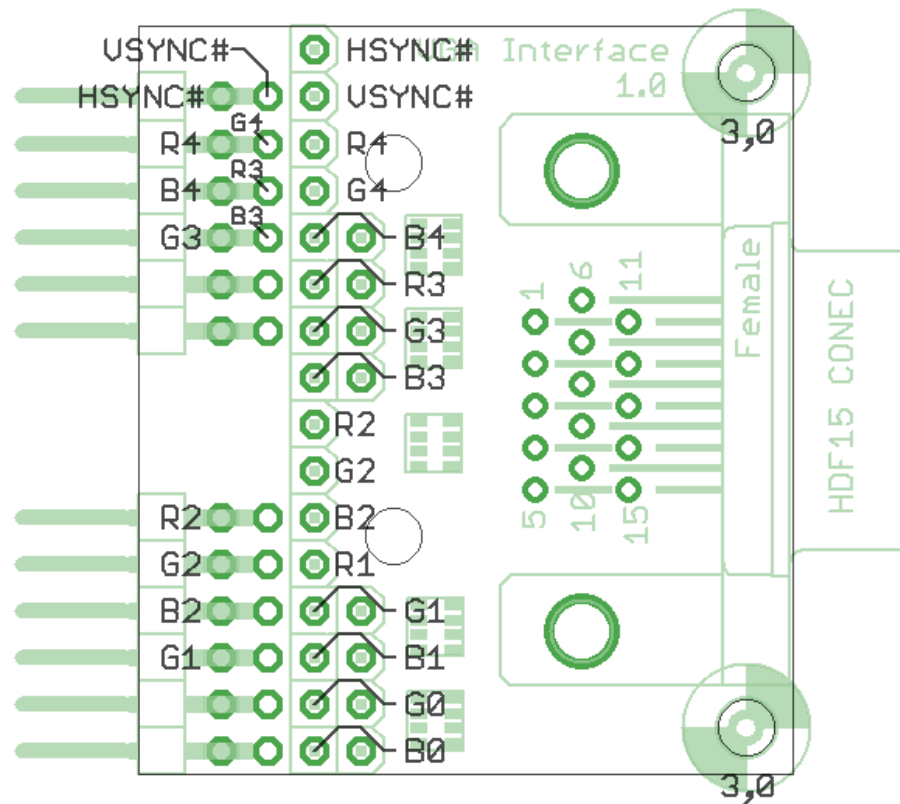 VSYNC# HSYNC# VGA Interface
HSYNC# VSYNC# 1.0
G4
R4 R4 3,0
R3
B4 G4
B3
G3 B4
R3
G3
B3
R2
G2
R2 B2
G2 R1
B2 G1
G1 B1
G0
B0
1 6 11
5 10 15
Female
HDF15 CONEC
3,0